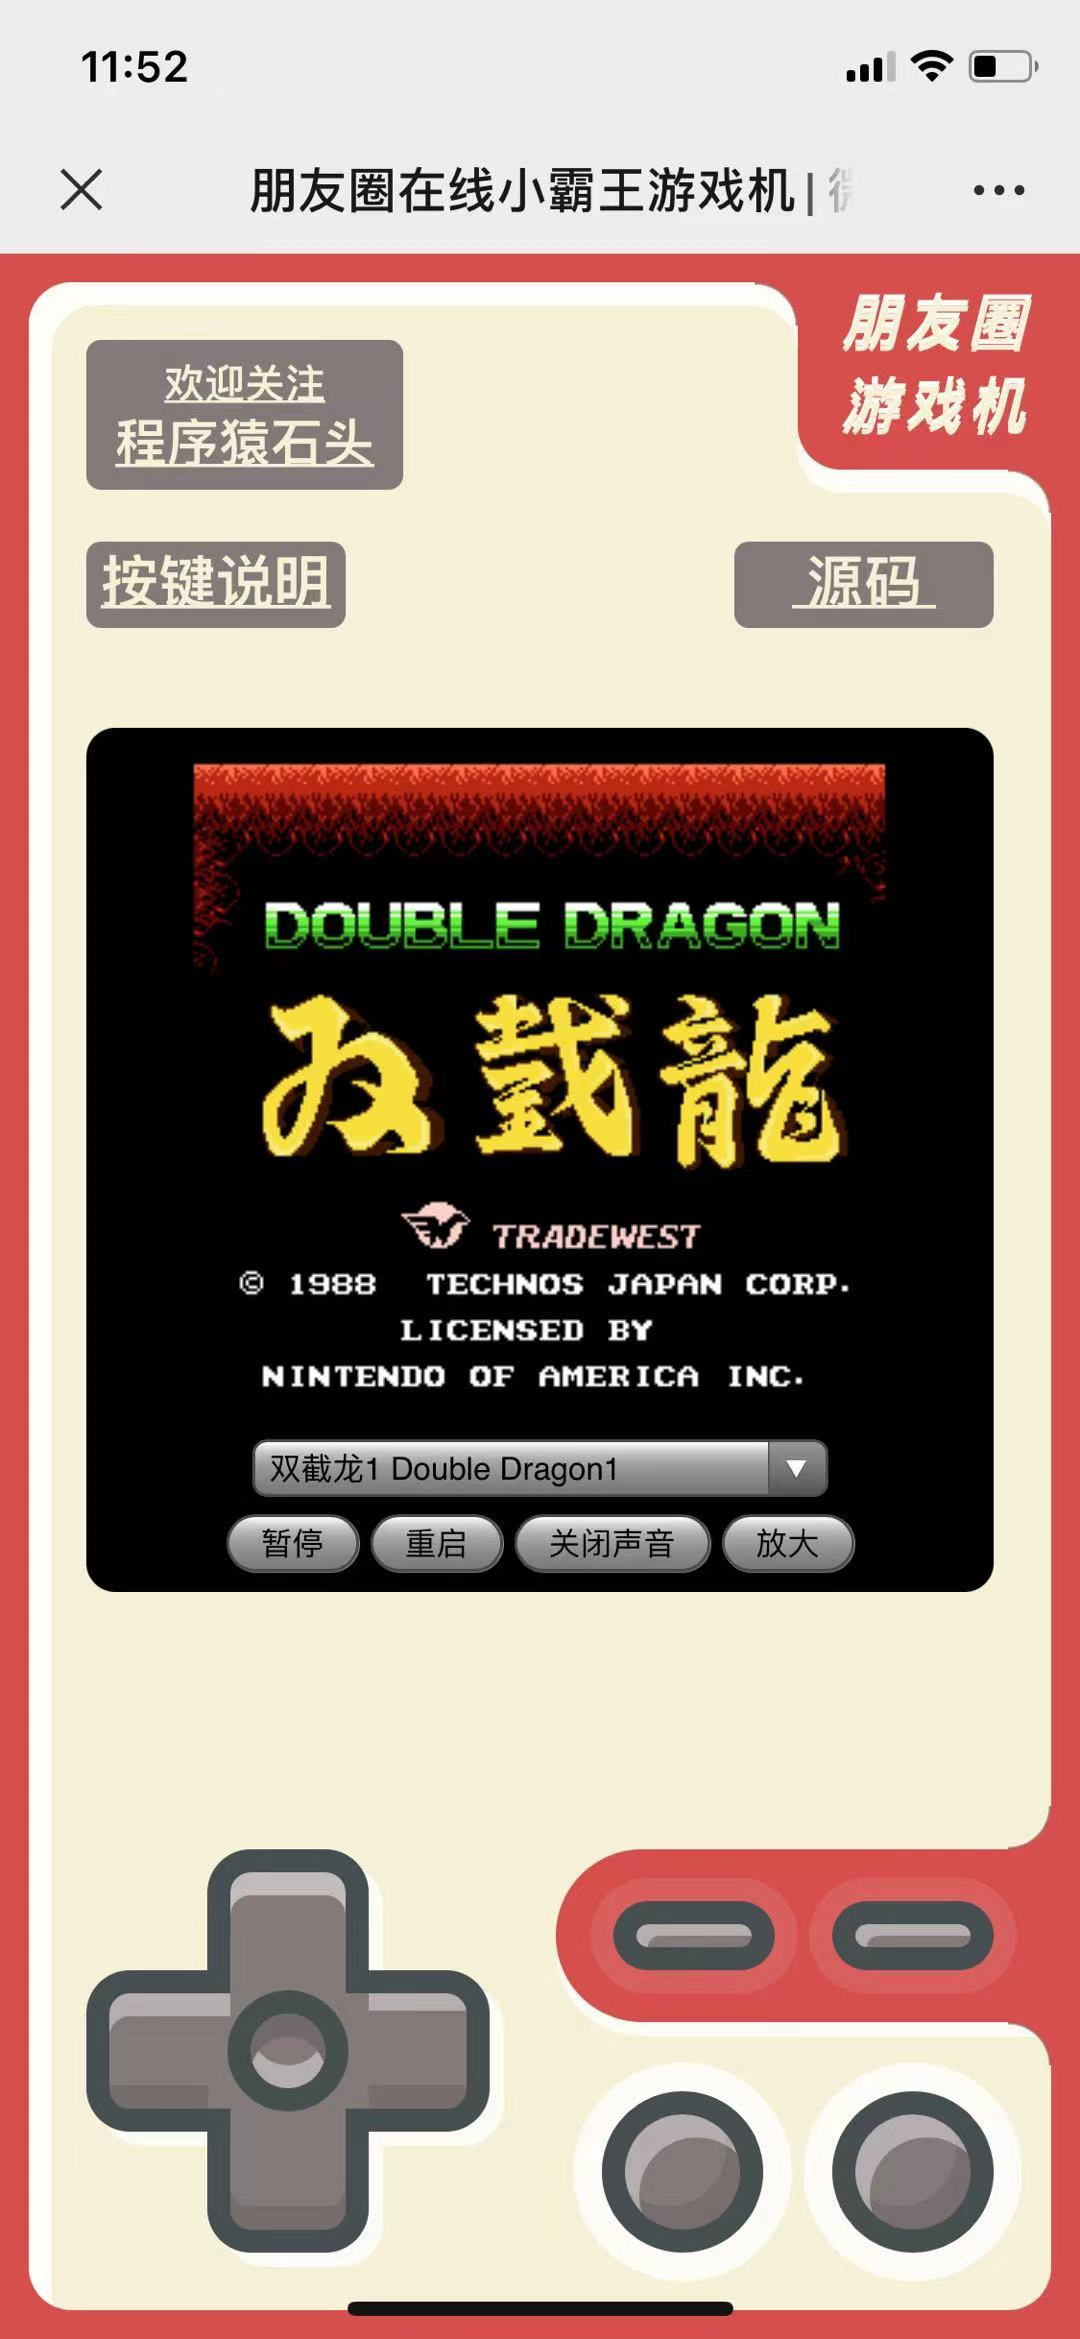 11:52
朋友圈在线小霸王游戏机 |
朋友圈
游戏机
欢迎关注
程序猿石头
按键说明
源码
DOUBLE DRAGON
双截龍
TRADEWEST
© 1988 TECHNOS JAPAN CORP.
LICENSED BY
NINTENDO OF AMERICA INC.
双截龙1 Double Dragon1
暂停 重启 关闭声音 放大